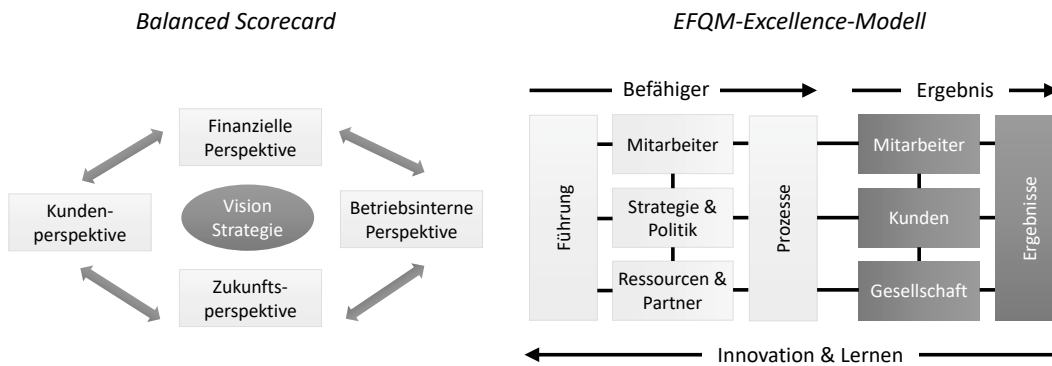 Balanced Scorecard
Finanzielle
Perspektive
Kunden-
perspektive
Vision
Strategie
Betriebsinterne
Perspektive
Zukunfts-
perspektive
EFQM-Excellence-Modell
Befähiger
Ergebnis
Führung
Mitarbeiter
Strategie &
Politik
Ressourcen &
Partner
Prozesse
Mitarbeiter
Kunden
Gesellschaft
Ergebnisse
Innovation & Lernen